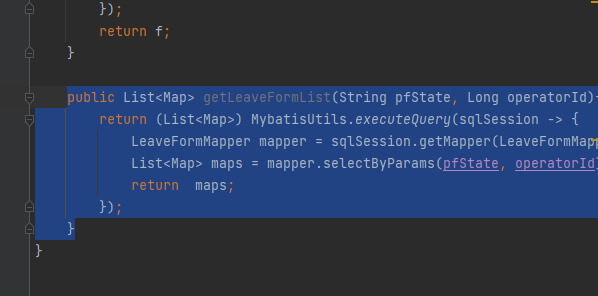 });
return f;
}
public List<Map> getLeaveFormList(String pfState, Long operatorId){
return (List<Map>) MybatisUtils.executeQuery(sqlSession -> {
LeaveFormMapper mapper = sqlSession.getMapper(LeaveFormMap
List<Map> maps = mapper.selectByParams(pfState, operatorId)
return  maps;
});
}
}